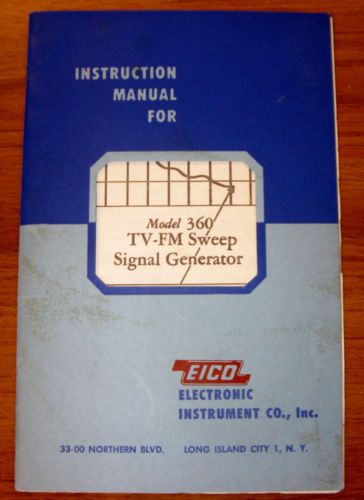 INSTRUCTION
MANUAL
FOR
Model 360
TV-FM Sweep
Signal Generator
EICO
ELECTRONIC
INSTRUMENT CO., Inc.
33-00 NORTHERN BLVD. LONG ISLAND CITY 1, N. Y.